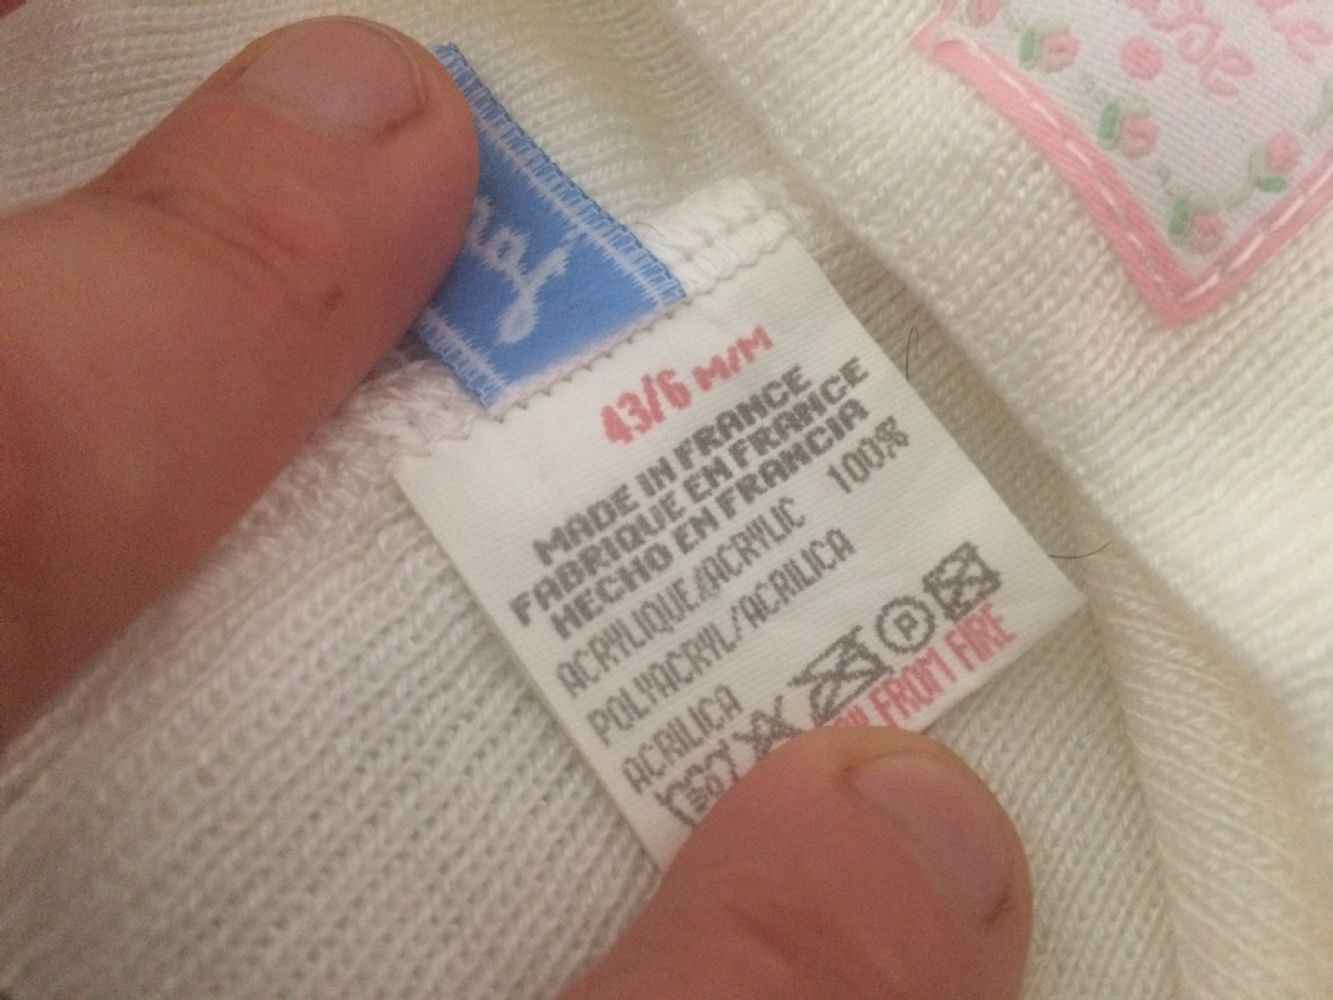 43/6 M/M
MADE IN FRANCE
FABRIQUE EN FRANCE
HECHO EN FRANCIA
ACRYLIQUE/ACRYLIC 100%
POLYACRYL/ACRILICA
ACRILICA
30
P
FROM FIRE